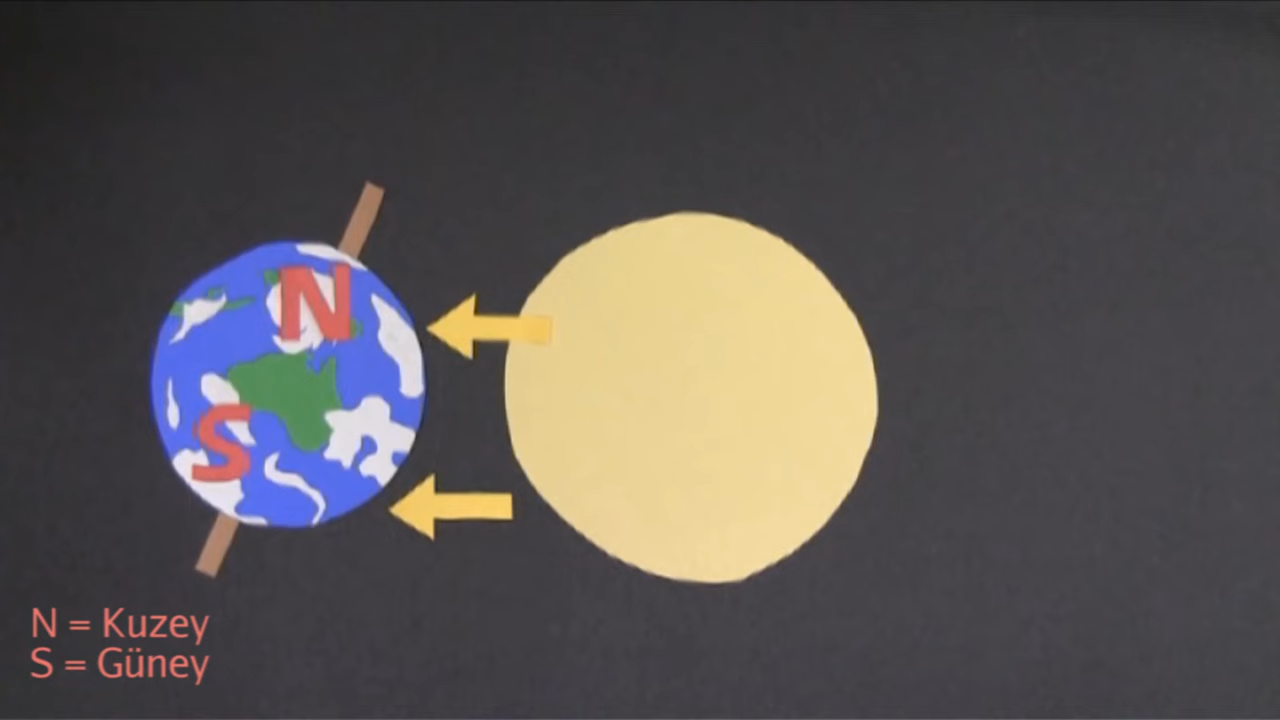 N
S
N = Kuzey
S = Güney